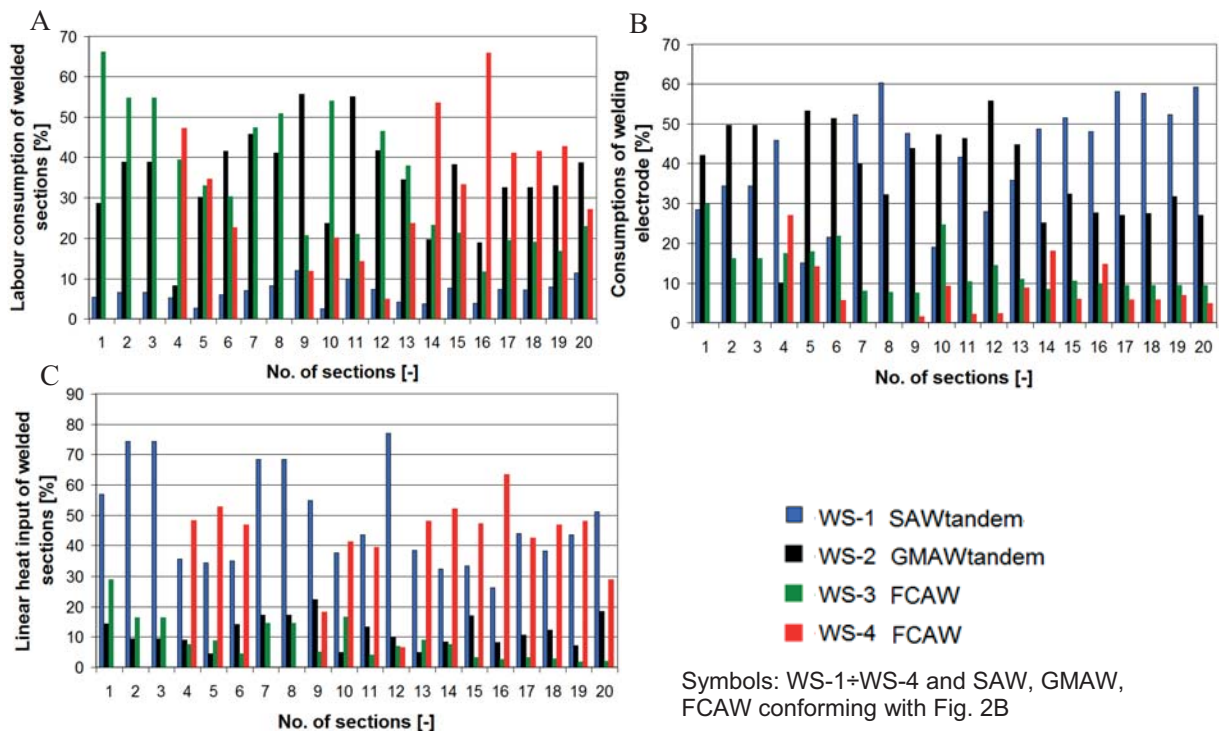 A
Labour consumption of welded
sections [%]
70
60
50
40
30
20
10
0
1 2 3 4 5 6 7 8 9 10 11 12 13 14 15 16 17 18 19 20
No. of sections [-]
B
Consumptions of welding
electrode [%]
70
60
50
40
30
20
10
0
1 2 3 4 5 6 7 8 9 10 11 12 13 14 15 16 17 18 19 20
No. of sections [-]
C
Linear heat input of welded
sections [%]
90
80
70
60
50
40
30
20
10
0
1 2 3 4 5 6 7 8 9 10 11 12 13 14 15 16 17 18 19 20
No. of sections [-]
WS-1 SAWtandem
WS-2 GMAWtandem
WS-3 FCAW
WS-4 FCAW
Symbols: WS-1÷WS-4 and SAW, GMAW,
FCAW conforming with Fig. 2B